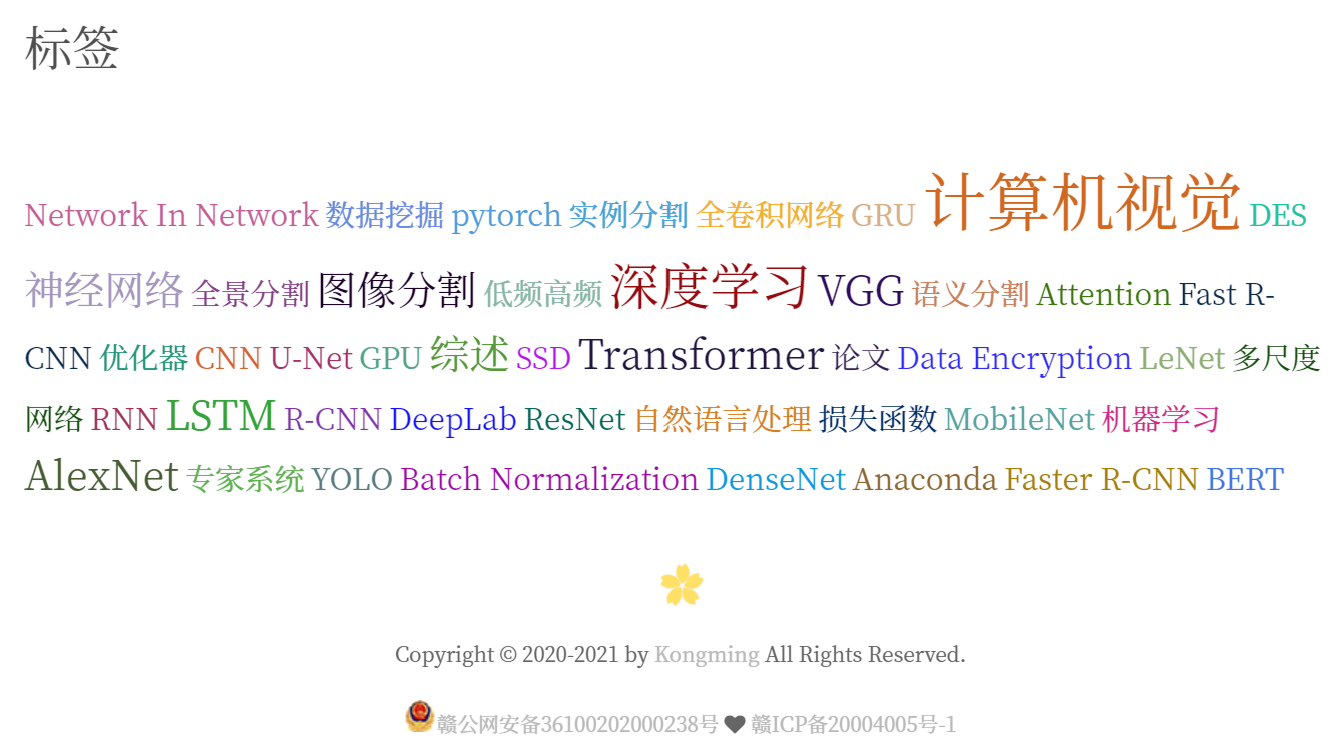 标签
Network In Network 数据挖掘 pytorch 实例分割 全卷积网络 GRU 计算机视觉 DES
神经网络 全景分割 图像分割 低频高频 深度学习 VGG 语义分割 Attention Fast R-
CNN 优化器 CNN U-Net GPU 综述 SSD Transformer 论文 Data Encryption LeNet 多尺度
网络 RNN LSTM R-CNN DeepLab ResNet 自然语言处理 损失函数 MobileNet 机器学习
AlexNet 专家系统 YOLO Batch Normalization DenseNet Anaconda Faster R-CNN BERT
Copyright © 2020-2021 by Kongming All Rights Reserved.
赣公网安备36100202000238号 ♥ 赣ICP备20004005号-1